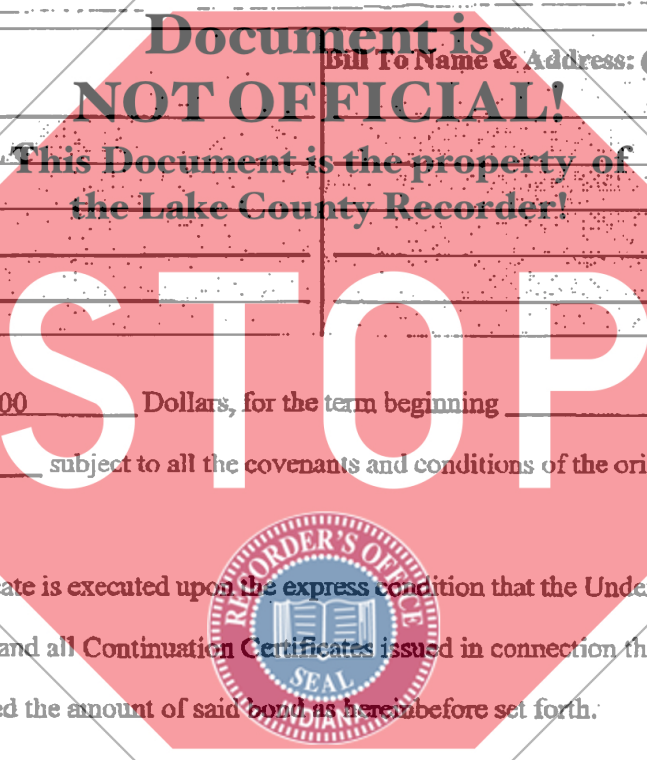 Document is
Bill To Name & Address:
NOT OFFICIAL!
This Document is the property of
the Lake County Recorder!
STOP
00 Dollars, for the term beginning
subject to all the covenants and conditions of the ori
ate is executed upon the express condition that the Unde
and all Continuation Certificates issued in connection th
ed the amount of said bond as hereinbefore set forth.
RECORDER'S OFFICE
SEAL
INDIANA